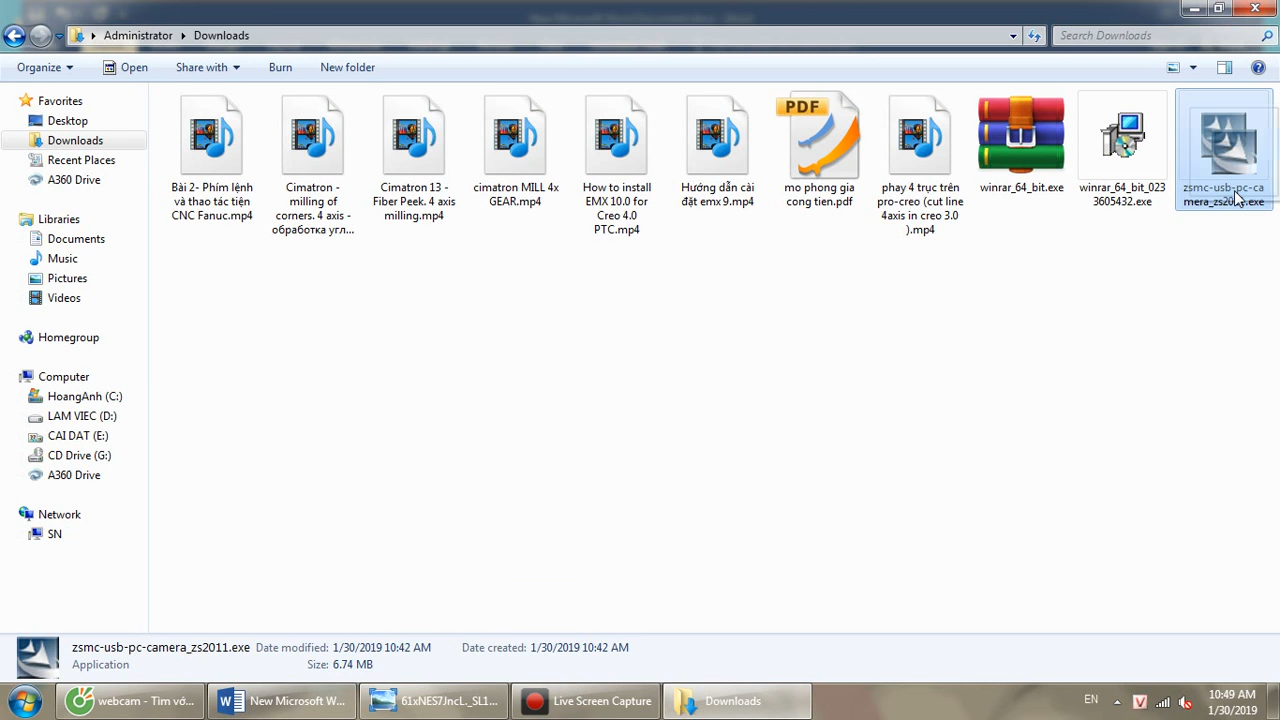 Administrator
Downloads
Search Downloads
Organize
Open
Share with
Burn
New folder
Favorites
Desktop
Downloads
Recent Places
A360 Drive
Libraries
Documents
Music
Pictures
Videos
Homegroup
Computer
HoangAnh (C:)
LAM VIEC (D:)
CAI DAT (E:)
CD Drive (G:)
A360 Drive
Network
SN
Bài 2- Phím lệnh
và thao tác tiện
CNC Fanuc.mp4
Cimatron -
milling of
corners. 4 axis -
обработка угл...
Cimatron 13 -
Fiber Peek. 4 axis
milling.mp4
cimatron MILL 4x
GEAR.mp4
How to install
EMX 10.0 for
Creo 4.0
PTC.mp4
Hướng dẫn cài
đặt emx 9.mp4
PDF
mo phong gia
cong tien.pdf
phay 4 trục trên
pro-creo (cut line
4axis in creo 3.0
).mp4
winrar_64_bit.exe
winrar_64_bit_023
3605432.exe
zsmc-usb-pc-ca
zsmc-usb-pc-camera_zs2011.exe
Date modified: 1/30/2019 10:42 AM
Date created: 1/30/2019 10:42 AM
Application
Size: 6.74 MB
webcam - Tìm vớ...
New Microsoft W...
61xNES7JncL._SL1...
Live Screen Capture
Downloads
EN
V
10:49 AM
1/30/2019